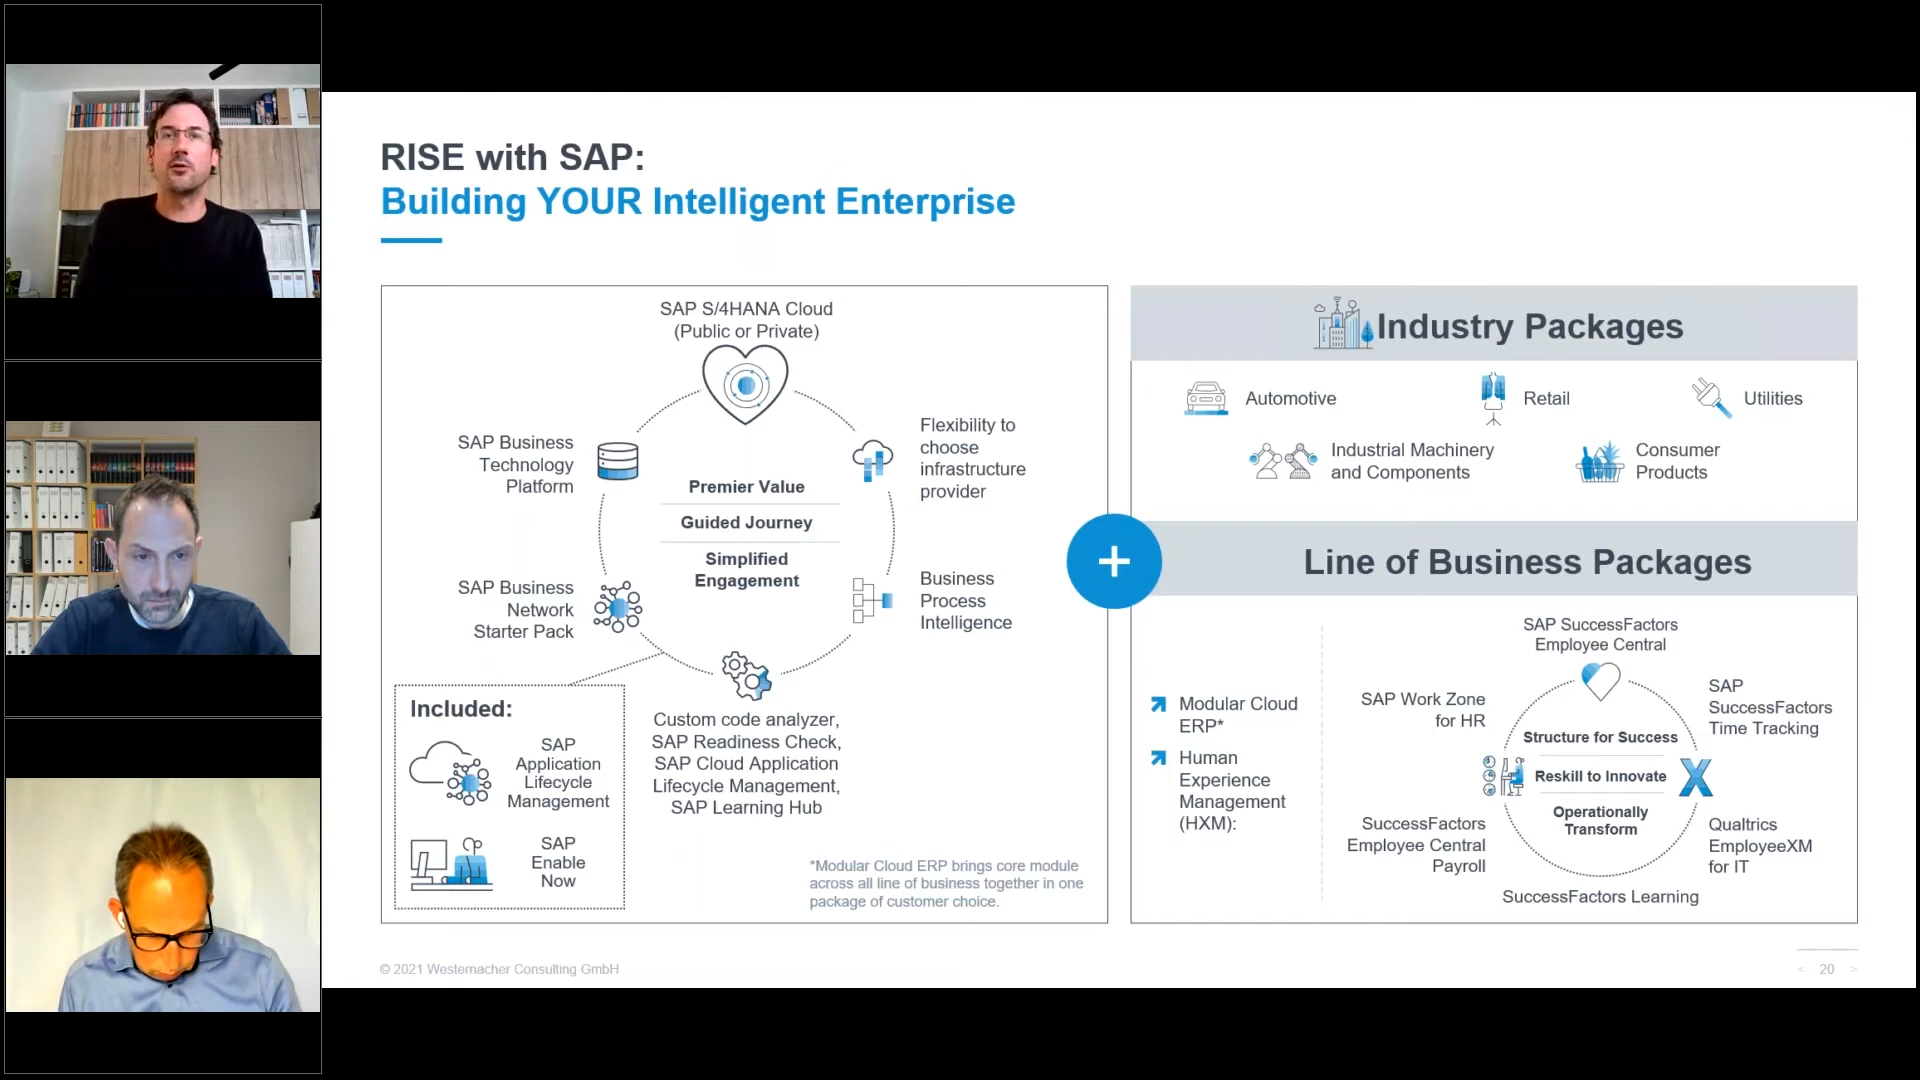 RISE with SAP:
Building YOUR Intelligent Enterprise
SAP S/4HANA Cloud
(Public or Private)
SAP Business
Technology
Platform
Flexibility to
choose
infrastructure
provider
Premier Value
Guided Journey
Simplified
Engagement
SAP Business
Network
Starter Pack
Business
Process
Intelligence
Included:
SAP
Application
Lifecycle
Management
SAP
Enable
Now
Custom code analyzer,
SAP Readiness Check,
SAP Cloud Application
Lifecycle Management,
SAP Learning Hub
*Modular Cloud ERP brings core module
across all line of business together in one
package of customer choice.
+
Industry Packages
Automotive
Retail
Utilities
Industrial Machinery
and Components
Consumer
Products
Line of Business Packages
Modular Cloud
ERP*
Human
Experience
Management
(HXM):
SAP SuccessFactors
Employee Central
SAP Work Zone
for HR
SAP
SuccessFactors
Time Tracking
Structure for Success
Reskill to Innovate
Operationally
Transform
SuccessFactors
Employee Central
Payroll
Qualtrics
EmployeeXM
for IT
SuccessFactors Learning
© 2021 Westernacher Consulting GmbH
< 20 >